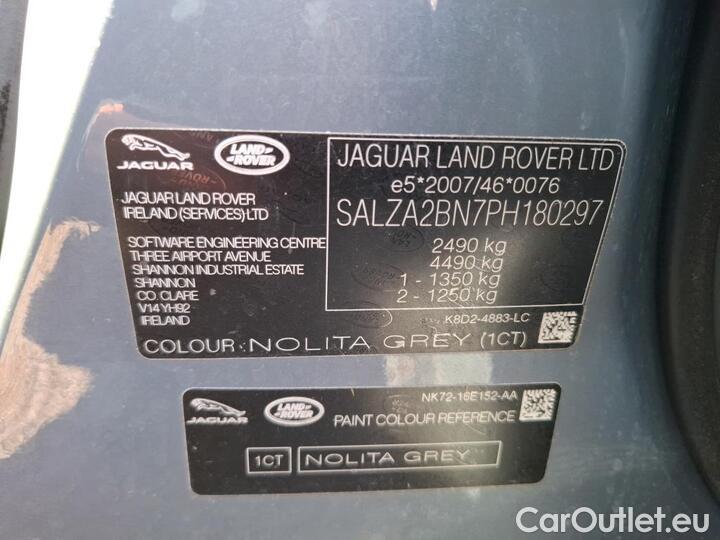 JAGUAR
LAND
ROVER
JAGUAR LAND ROVER
IRELAND (SERVICES) LTD
SOFTWARE ENGINEERING CENTRE
THREE AIRPORT AVENUE
SHANNON INDUSTRIAL ESTATE
SHANNON
CO. CLARE
V14 YH92
IRELAND
JAGUAR LAND ROVER LTD
e5*2007/46*0076
SALZA2BN7PH180297
2490 kg
4490 kg
1 - 1350 kg
2 - 1250 kg
K8D2-4883-LC
COLOUR: NOLITA GREY (1CT)
JAGUAR
LAND
ROVER
NK72-16E152-AA
PAINT COLOUR REFERENCE
1CT NOLITA GREY
CarOutlet.eu